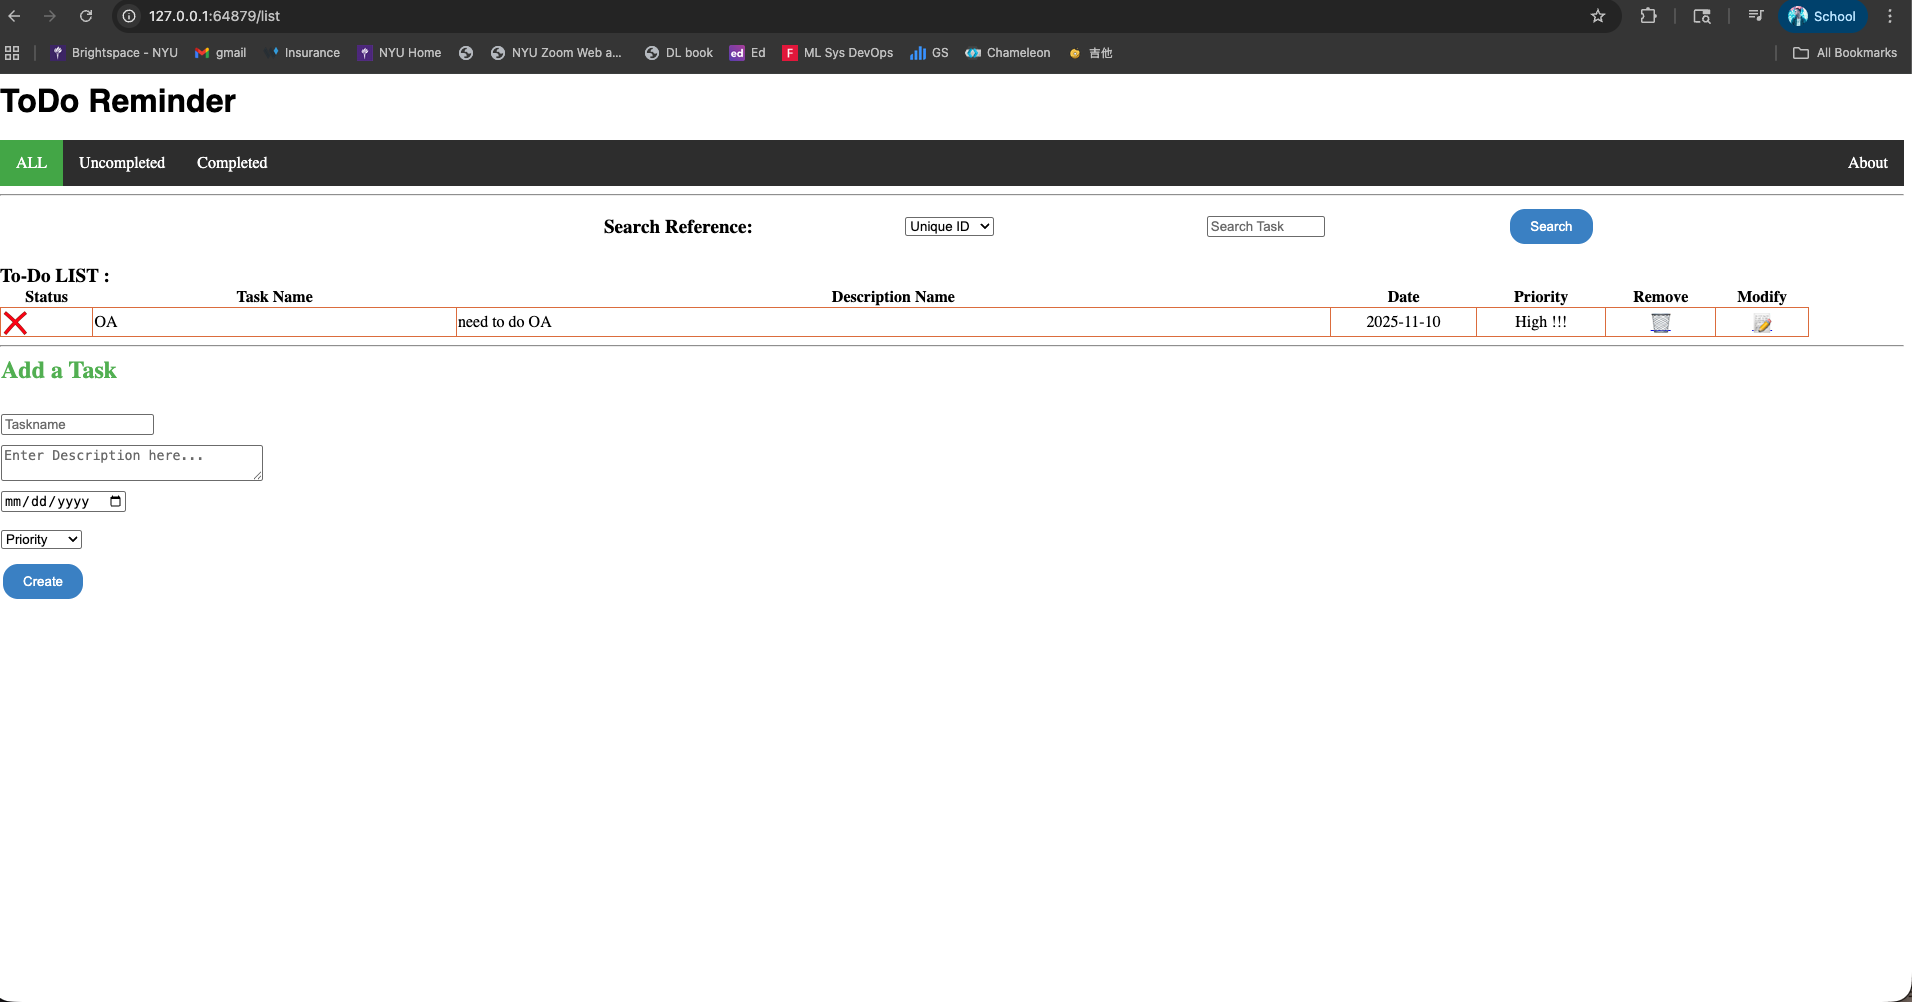 127.0.0.1:64879/list
School
Brightspace - NYU
gmail
Insurance
NYU Home
NYU Zoom Web a...
DL book
ed Ed
F ML Sys DevOps
GS
Chameleon
吉他
All Bookmarks
ToDo Reminder
ALL Uncompleted Completed About
Search Reference: Unique ID Search Task Search
To-Do LIST :
Status Task Name Description Name Date Priority Remove Modify
OA need to do OA 2025-11-10 High !!!
Add a Task
Taskname
Enter Description here...
mm/dd/yyyy
Priority
Create